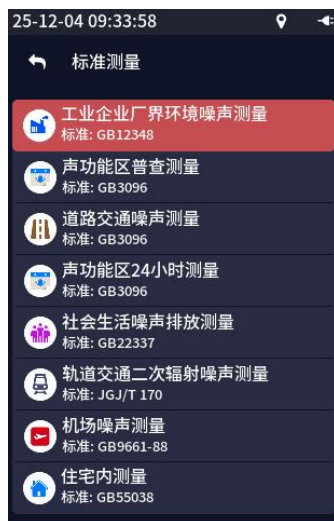 25-12-04 09:33:58
标准测量
工业企业厂界环境噪声测量
标准: GB12348
声功能区普查测量
标准: GB3096
道路交通噪声测量
标准: GB3096
声功能区24小时测量
标准: GB3096
社会生活噪声排放测量
标准: GB22337
轨道交通二次辐射噪声测量
标准: JGJ/T 170
机场噪声测量
标准: GB9661-88
住宅内测量
标准: GB55038